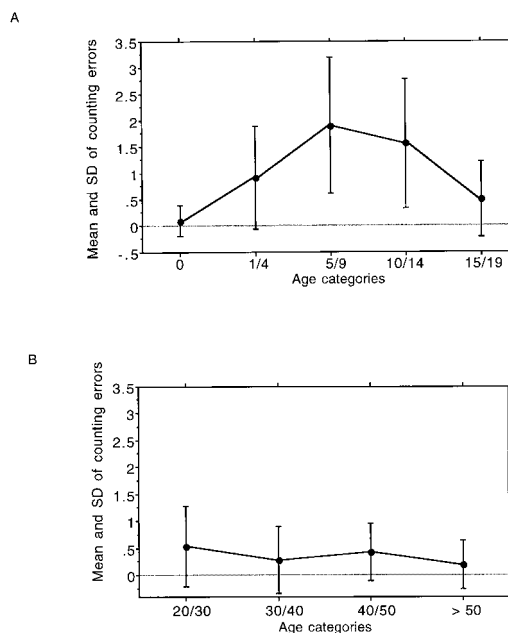 A
Mean and SD of counting errors
3.5
3
2.5
2
1.5
1
.5
0
-.5
0 1/4 5/9 10/14 15/19
Age categories
B
Mean and SD of counting errors
3.5
3
2.5
2
1.5
1
.5
0
20/30 30/40 40/50 > 50
Age categories